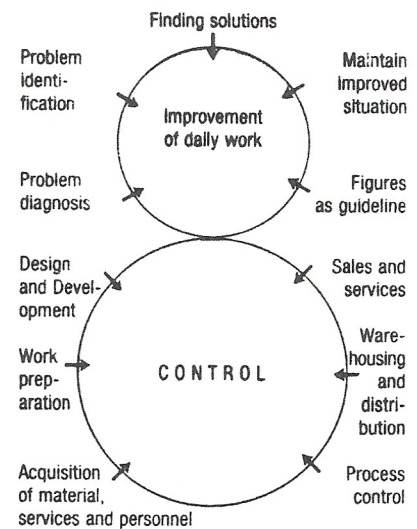 Finding solutions
Problem
identi-
fication
Maintain
improved
situation
Improvement
of daily work
Problem
diagnosis
Figures
as guideline
Design
and Devel-
opment
Sales and
services
Work
prep-
aration
CONTROL
Ware-
housing
and
distri-
bution
Acquisition
of material,
services and personnel
Process
control